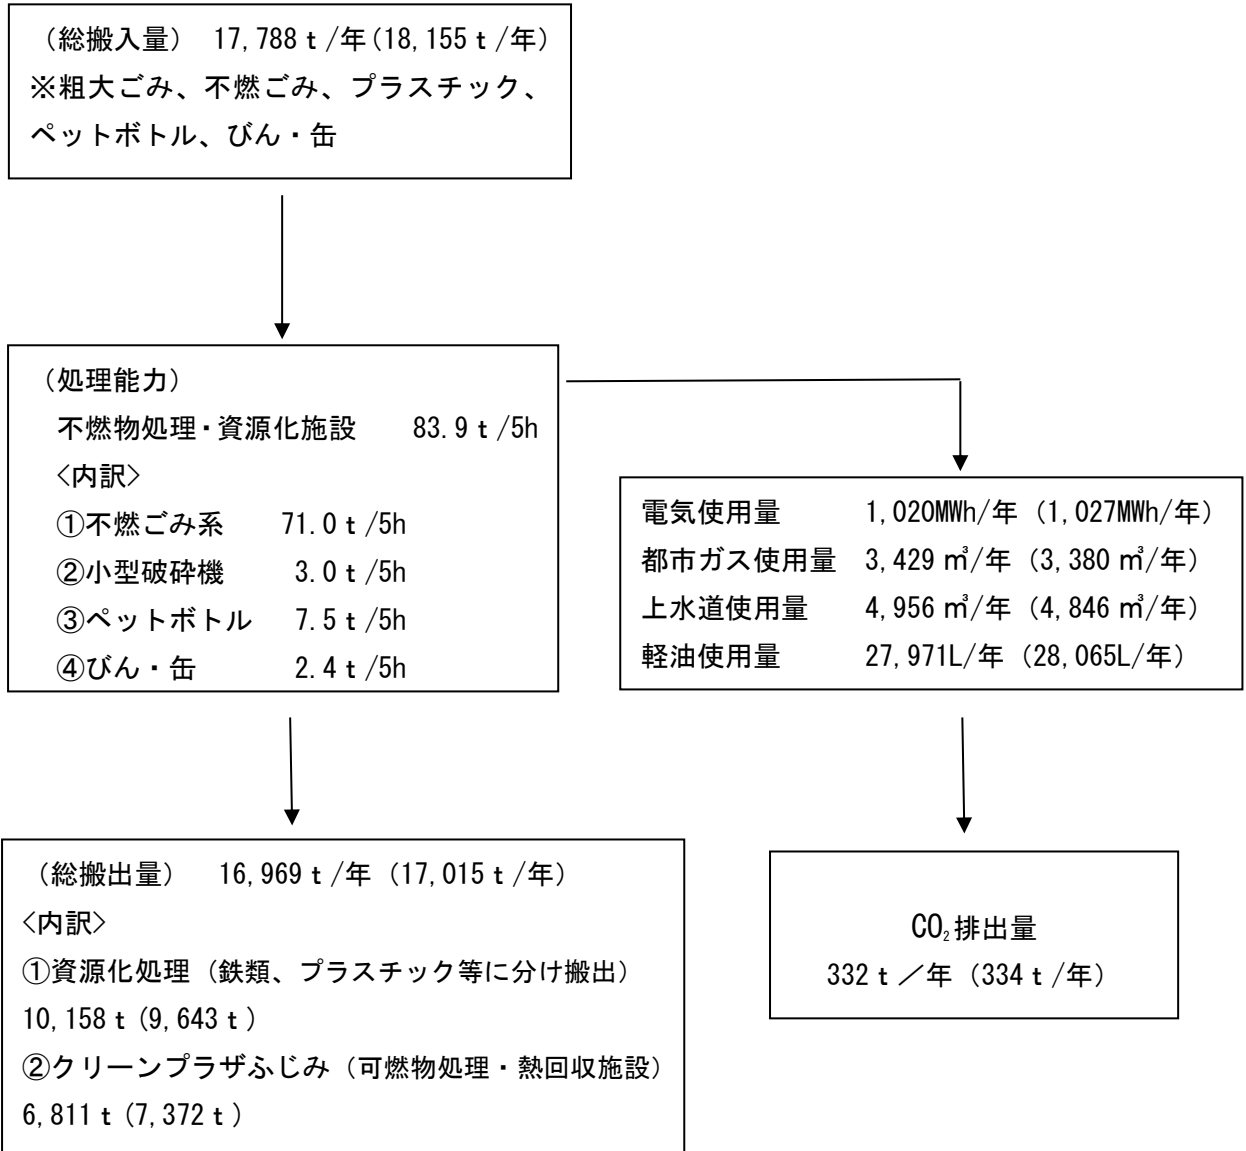 （総搬入量） 17,788ｔ/年(18,155ｔ/年)
※粗大ごみ、不燃ごみ、プラスチック、
ペットボトル、びん・缶
（処理能力）
不燃物処理・資源化施設 83.9ｔ/5h
<内訳>
①不燃ごみ系 71.0ｔ/5h
②小型破砕機 3.0ｔ/5h
③ペットボトル 7.5ｔ/5h
④びん・缶 2.4ｔ/5h
電気使用量 1,020MWh/年（1,027MWh/年）
都市ガス使用量 3,429㎥/年（3,380㎥/年）
上水道使用量 4,956㎥/年（4,846㎥/年）
軽油使用量 27,971L/年（28,065L/年）
（総搬出量） 16,969ｔ/年（17,015ｔ/年）
<内訳>
①資源化処理（鉄類、プラスチック等に分け搬出）
10,158ｔ(9,643ｔ)
②クリーンプラザふじみ（可燃物処理・熱回収施設）
6,811ｔ(7,372ｔ)
CO₂排出量
332ｔ／年（334ｔ/年）